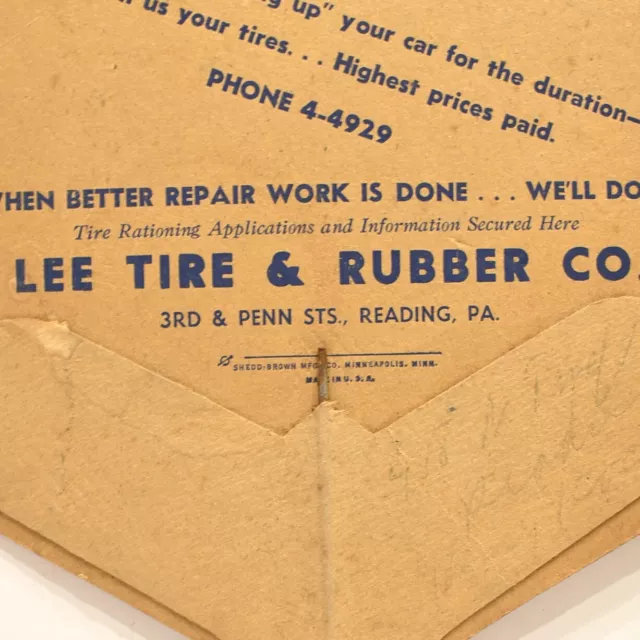 up" your car for the duration—
us your tires. . . Highest prices paid.
PHONE 4-4929
WHEN BETTER REPAIR WORK IS DONE . . . WE'LL DO
Tire Rationing Applications and Information Secured Here
LEE TIRE & RUBBER CO.
3RD & PENN STS., READING, PA.
SHEDD-BROWN MFG. CO. MINNEAPOLIS, MINN.
MADE IN U. S. A.